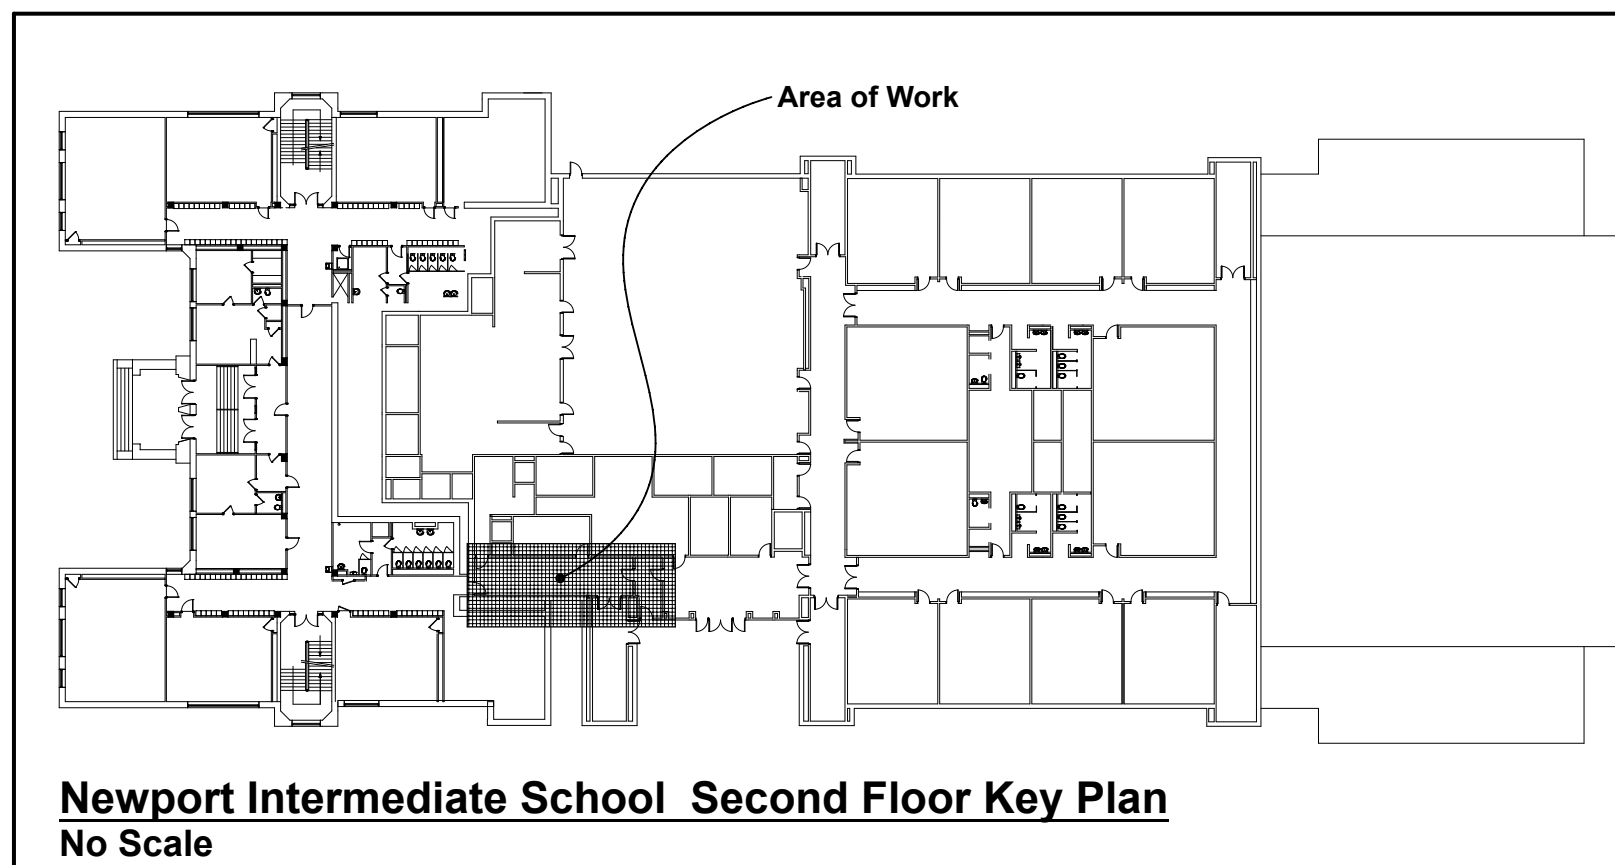 Area of Work
Newport Intermediate School  Second Floor Key Plan
No Scale